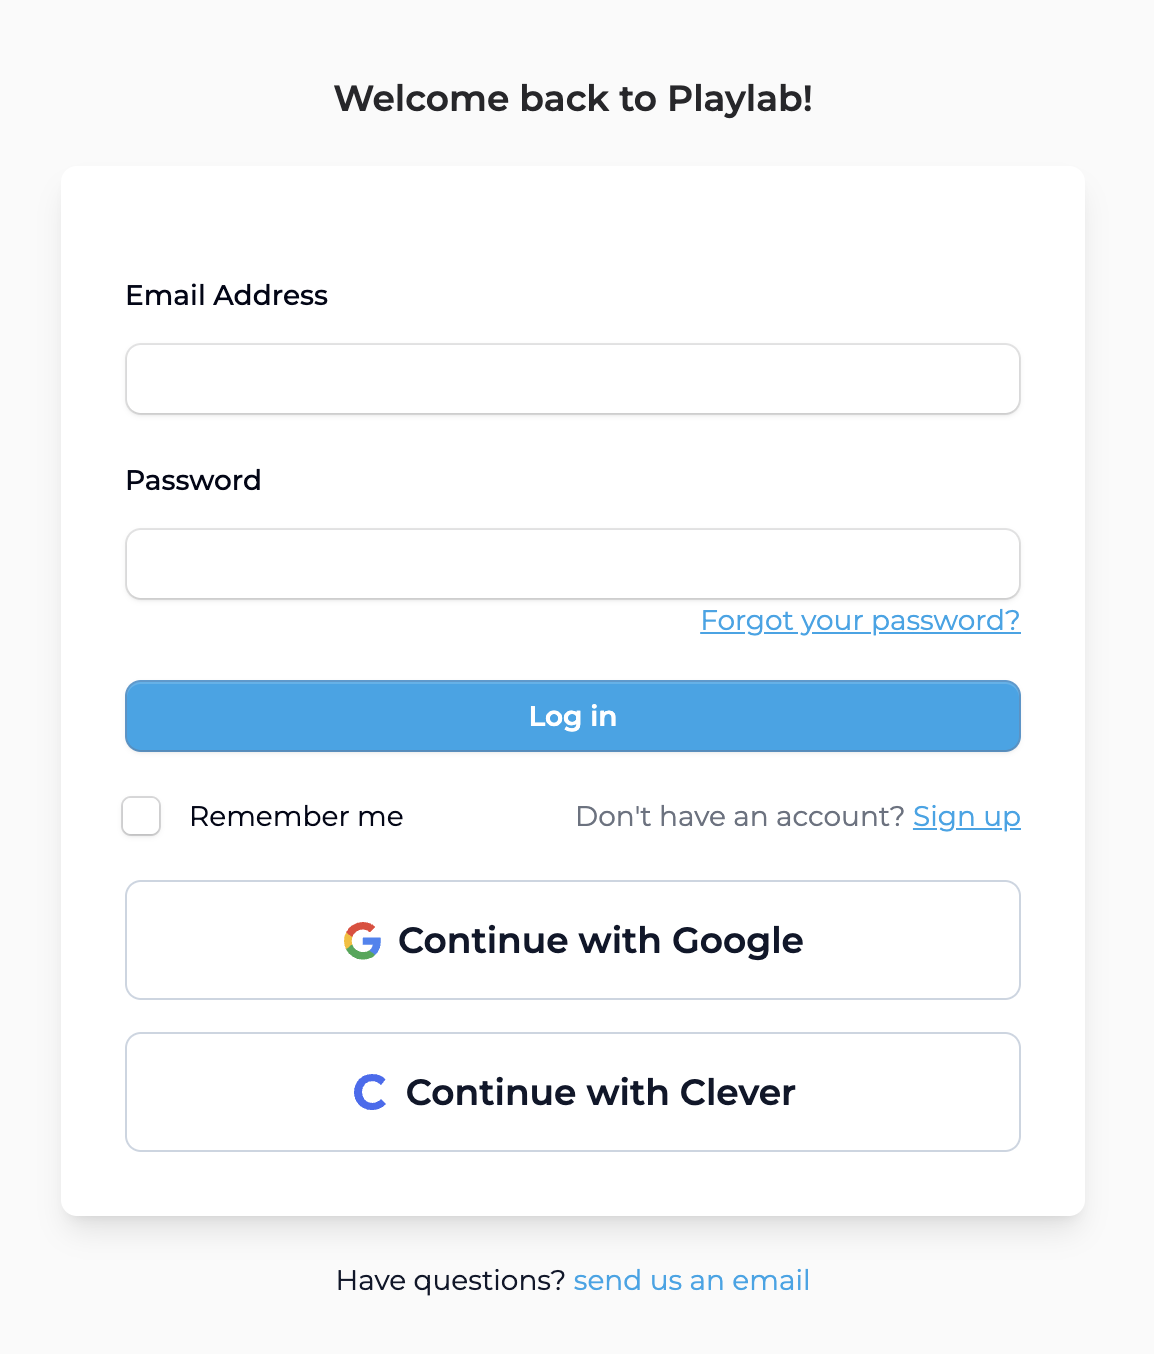 Welcome back to Playlab!
Email Address
Password
Forgot your password?
Log in
Remember me
Don't have an account? Sign up
Continue with Google
Continue with Clever
Have questions? send us an email